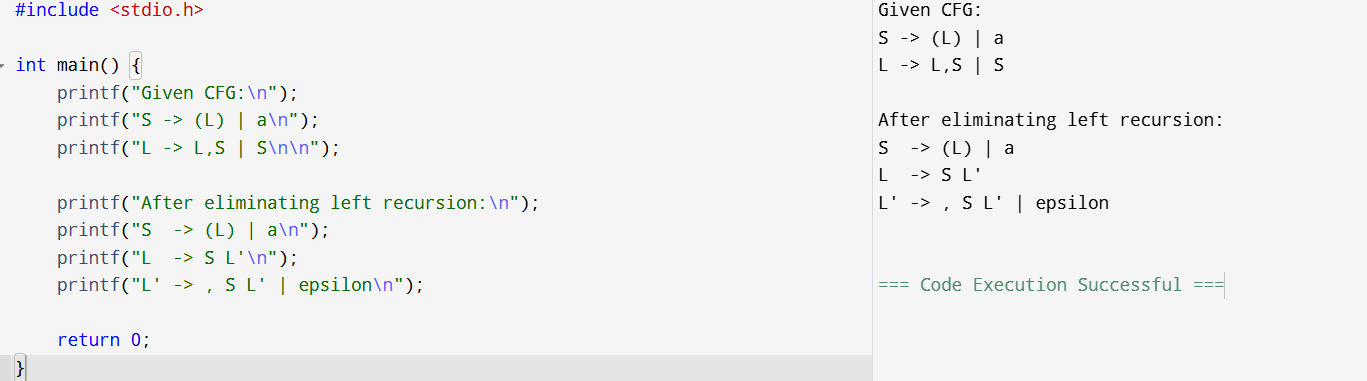 #include <stdio.h>
int main() {
    printf("Given CFG:\n");
    printf("S -> (L) | a\n");
    printf("L -> L,S | S\n\n");
    printf("After eliminating left recursion:\n");
    printf("S  -> (L) | a\n");
    printf("L  -> S L'\n");
    printf("L' -> , S L' | epsilon\n");
    return 0;
}
Given CFG:
S -> (L) | a
L -> L,S | S
After eliminating left recursion:
S  -> (L) | a
L  -> S L'
L' -> , S L' | epsilon
=== Code Execution Successful ===